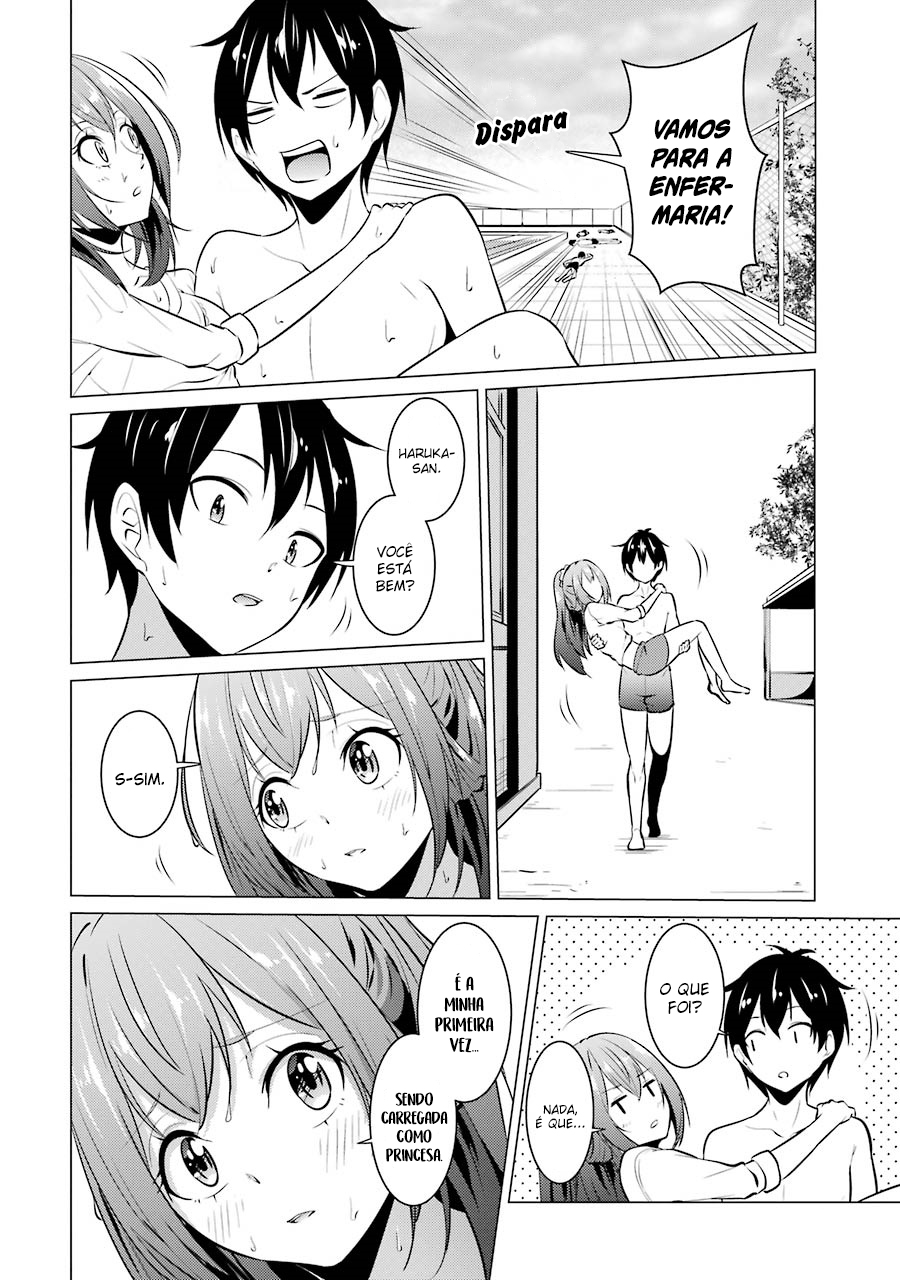 VAMOS
PARA A
ENFER-
MARIA!
Dispara
HARUKA-
SAN.
VOCÊ
ESTÁ
BEM?
S-SIM.
O QUE
FOI?
NADA,
É QUE...
É A
MINHA
PRIMEIRA
VEZ...
SENDO
CARREGADA
COMO
PRINCESA.